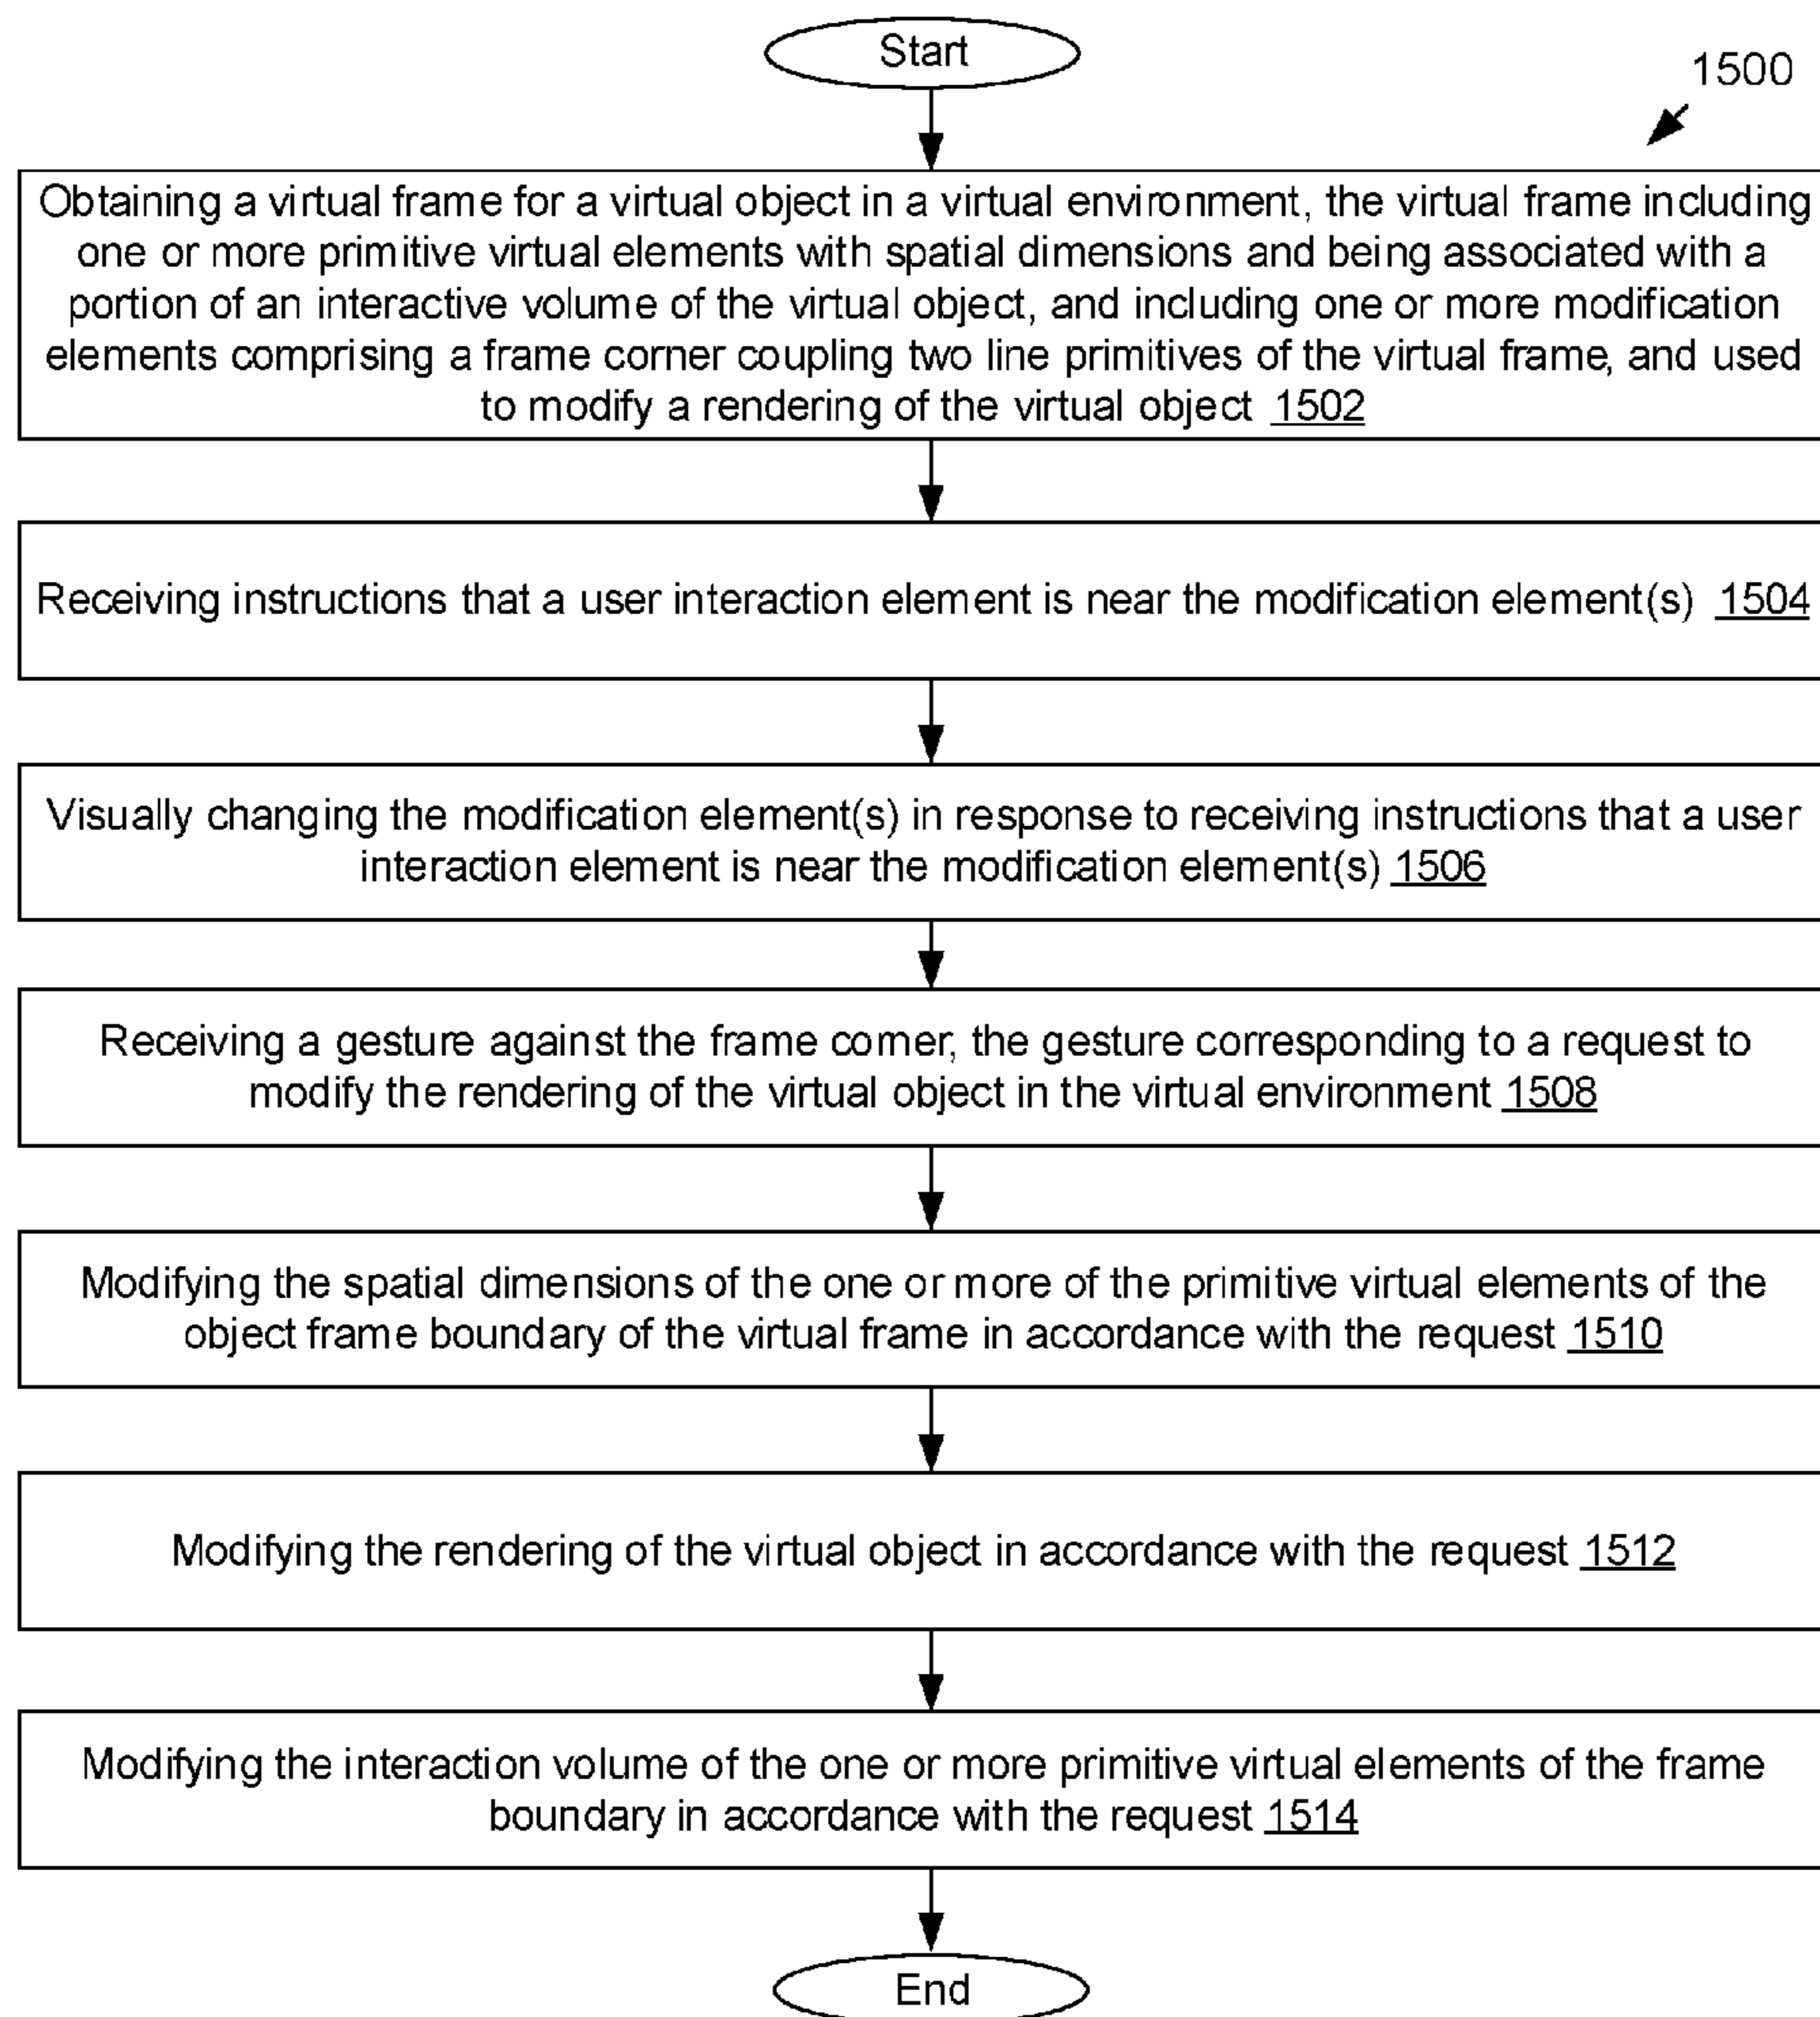 Start
1500
Obtaining a virtual frame for a virtual object in a virtual environment, the virtual frame including
one or more primitive virtual elements with spatial dimensions and being associated with a
portion of an interactive volume of the virtual object, and including one or more modification
elements comprising a frame corner coupling two line primitives of the virtual frame, and used
to modify a rendering of the virtual object 1502
Receiving instructions that a user interaction element is near the modification element(s) 1504
Visually changing the modification element(s) in response to receiving instructions that a user
interaction element is near the modification element(s) 1506
Receiving a gesture against the frame corner, the gesture corresponding to a request to
modify the rendering of the virtual object in the virtual environment 1508
Modifying the spatial dimensions of the one or more of the primitive virtual elements of the
object frame boundary of the virtual frame in accordance with the request 1510
Modifying the rendering of the virtual object in accordance with the request 1512
Modifying the interaction volume of the one or more primitive virtual elements of the frame
boundary in accordance with the request 1514
End